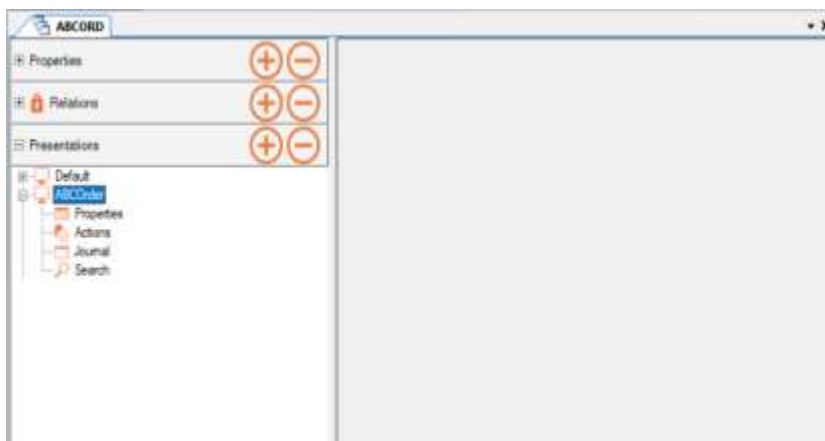 ABCORD
Properties
Relations
Presentations
Default
ABCOrder
Properties
Actions
Journal
Search